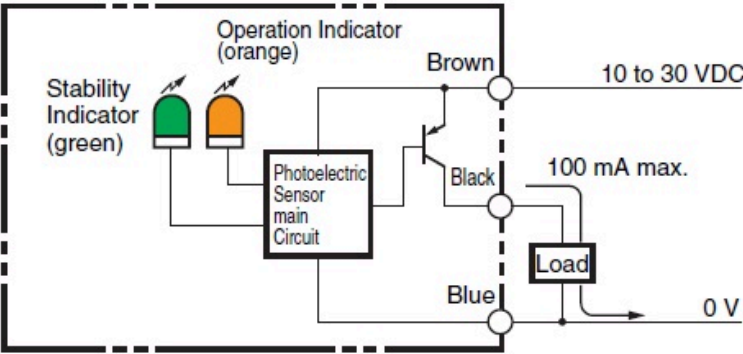 Operation Indicator
(orange)
Brown
10 to 30 VDC
Stability
Indicator
(green)
Photoelectric
Sensor
main
Circuit
Black
100 mA max.
Load
Blue
0 V